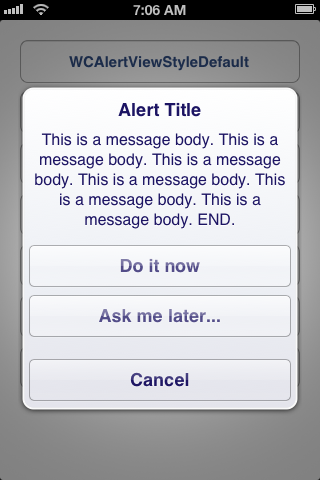 7:06 AM
WCAlertViewStyleDefault
Alert Title
This is a message body. This is a
message body. This is a message
body. This is a message body. This
is a message body. This is a
message body. END.
Do it now
Ask me later...
Cancel